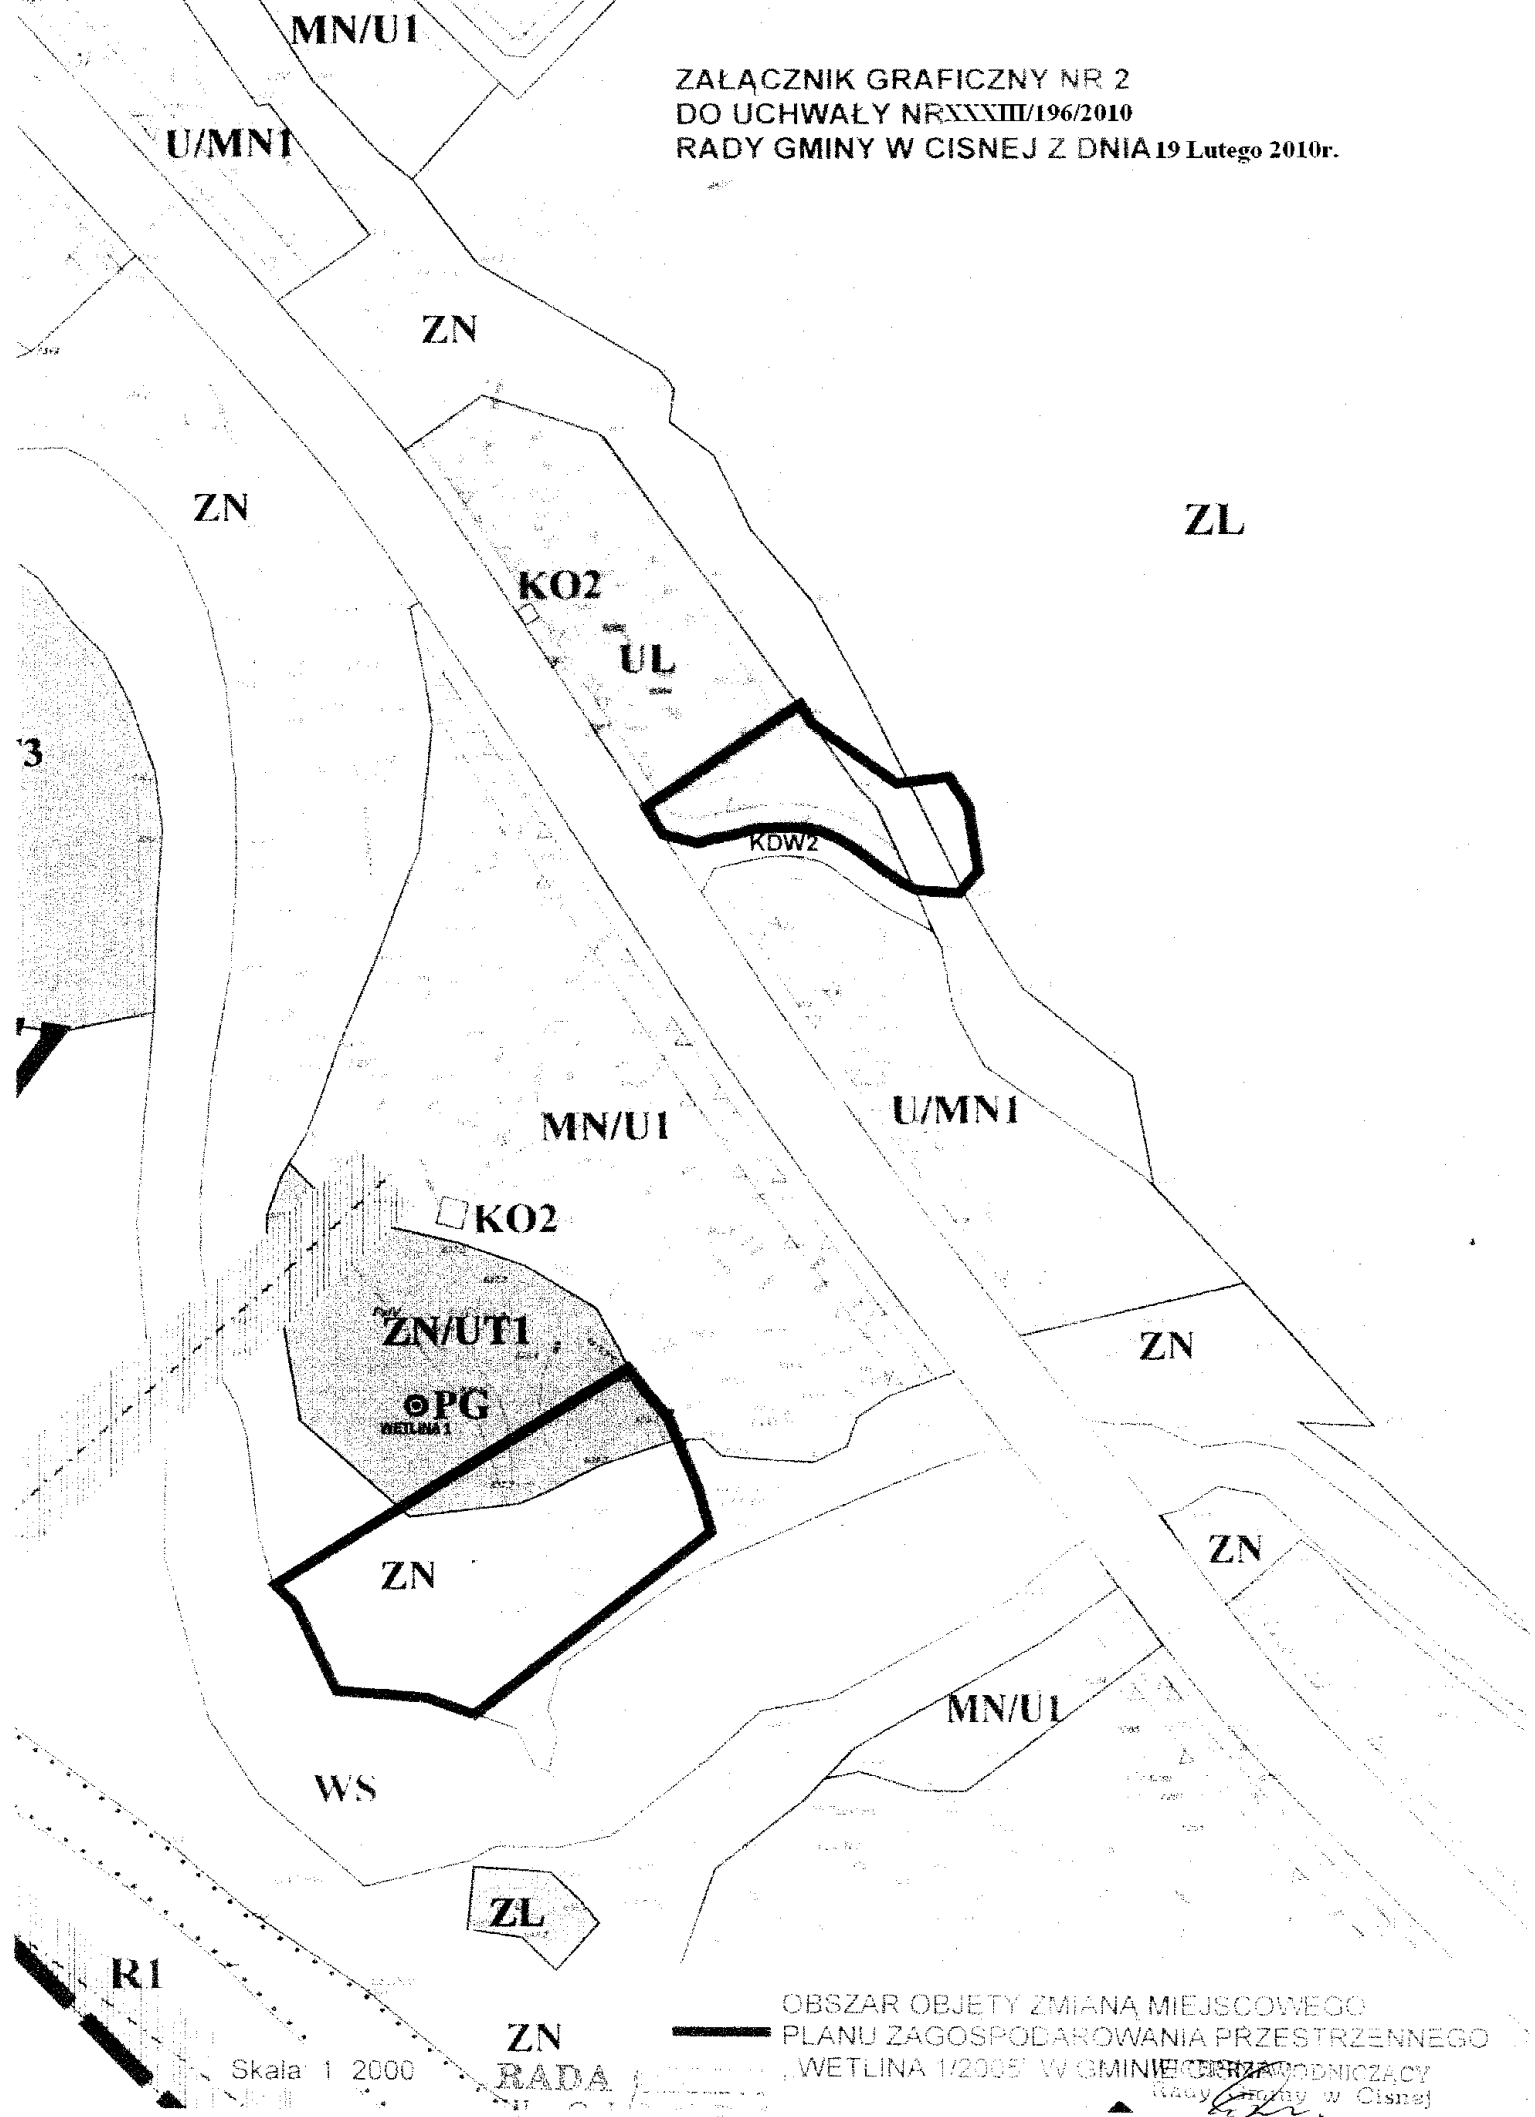 MN/U1
ZAŁĄCZNIK GRAFICZNY NR 2
DO UCHWAŁY NRXXXIII/196/2010
RADY GMINY W CISNEJ Z DNIA 19 Lutego 2010r.
U/MN1
ZN
ZN
ZL
KO2
UL
3
KDW2
U/MN1
MN/U1
KO2
ZN/UT1
ZN
PG
WETLINA 1
ZN
ZN
MN/U1
WS
ZL
R1
ZN
OBSZAR OBJETY ZMIANĄ MIEJSCOWEGO
PLANU ZAGOSPODAROWANIA PRZESTRZENNEGO
WETLINA 1/2005 W GMINIE
Skala 1 2000
RADA
Rady Gminy w Cisnej